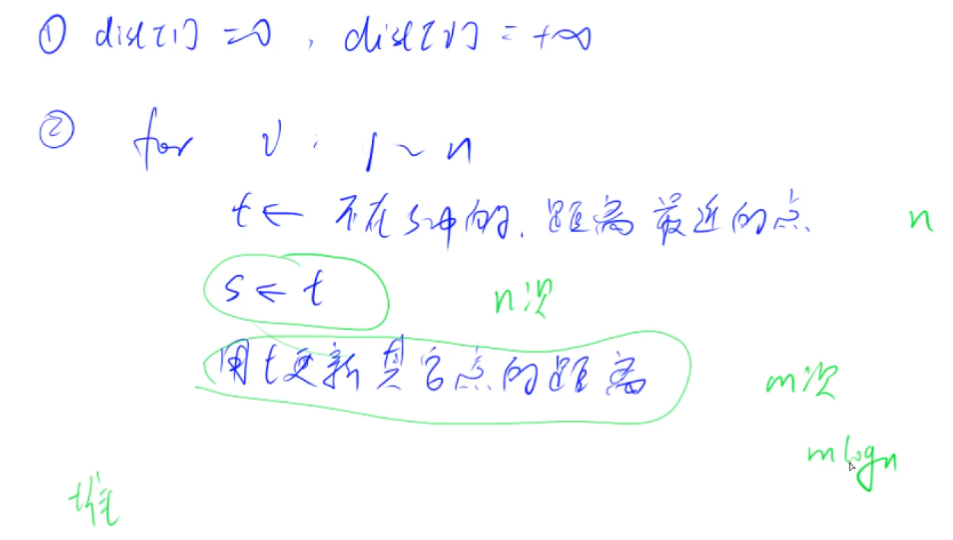 ① dist[1] = 0, dist[v] = +∞
② for v: 1 ~ n
t ← 不在s中的,距离最近的点 n
s ← t n次
用t更新其它点的距离 m次
mlogn
堆